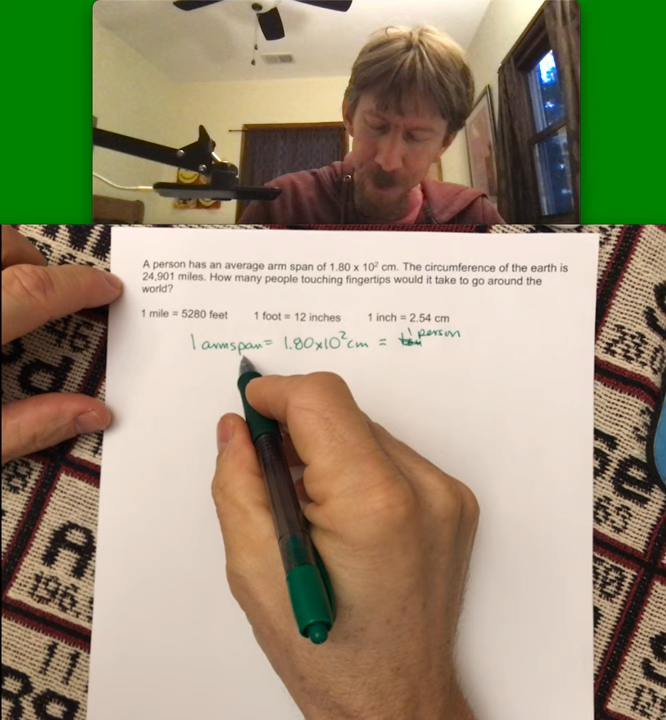 A person has an average arm span of 1.80 x 10² cm. The circumference of the earth is
24,901 miles. How many people touching fingertips would it take to go around the
world?
1 mile = 5280 feet 1 foot = 12 inches 1 inch = 2.54 cm
1 armspan = 1.80x10²cm = 1 person
A
196.
11